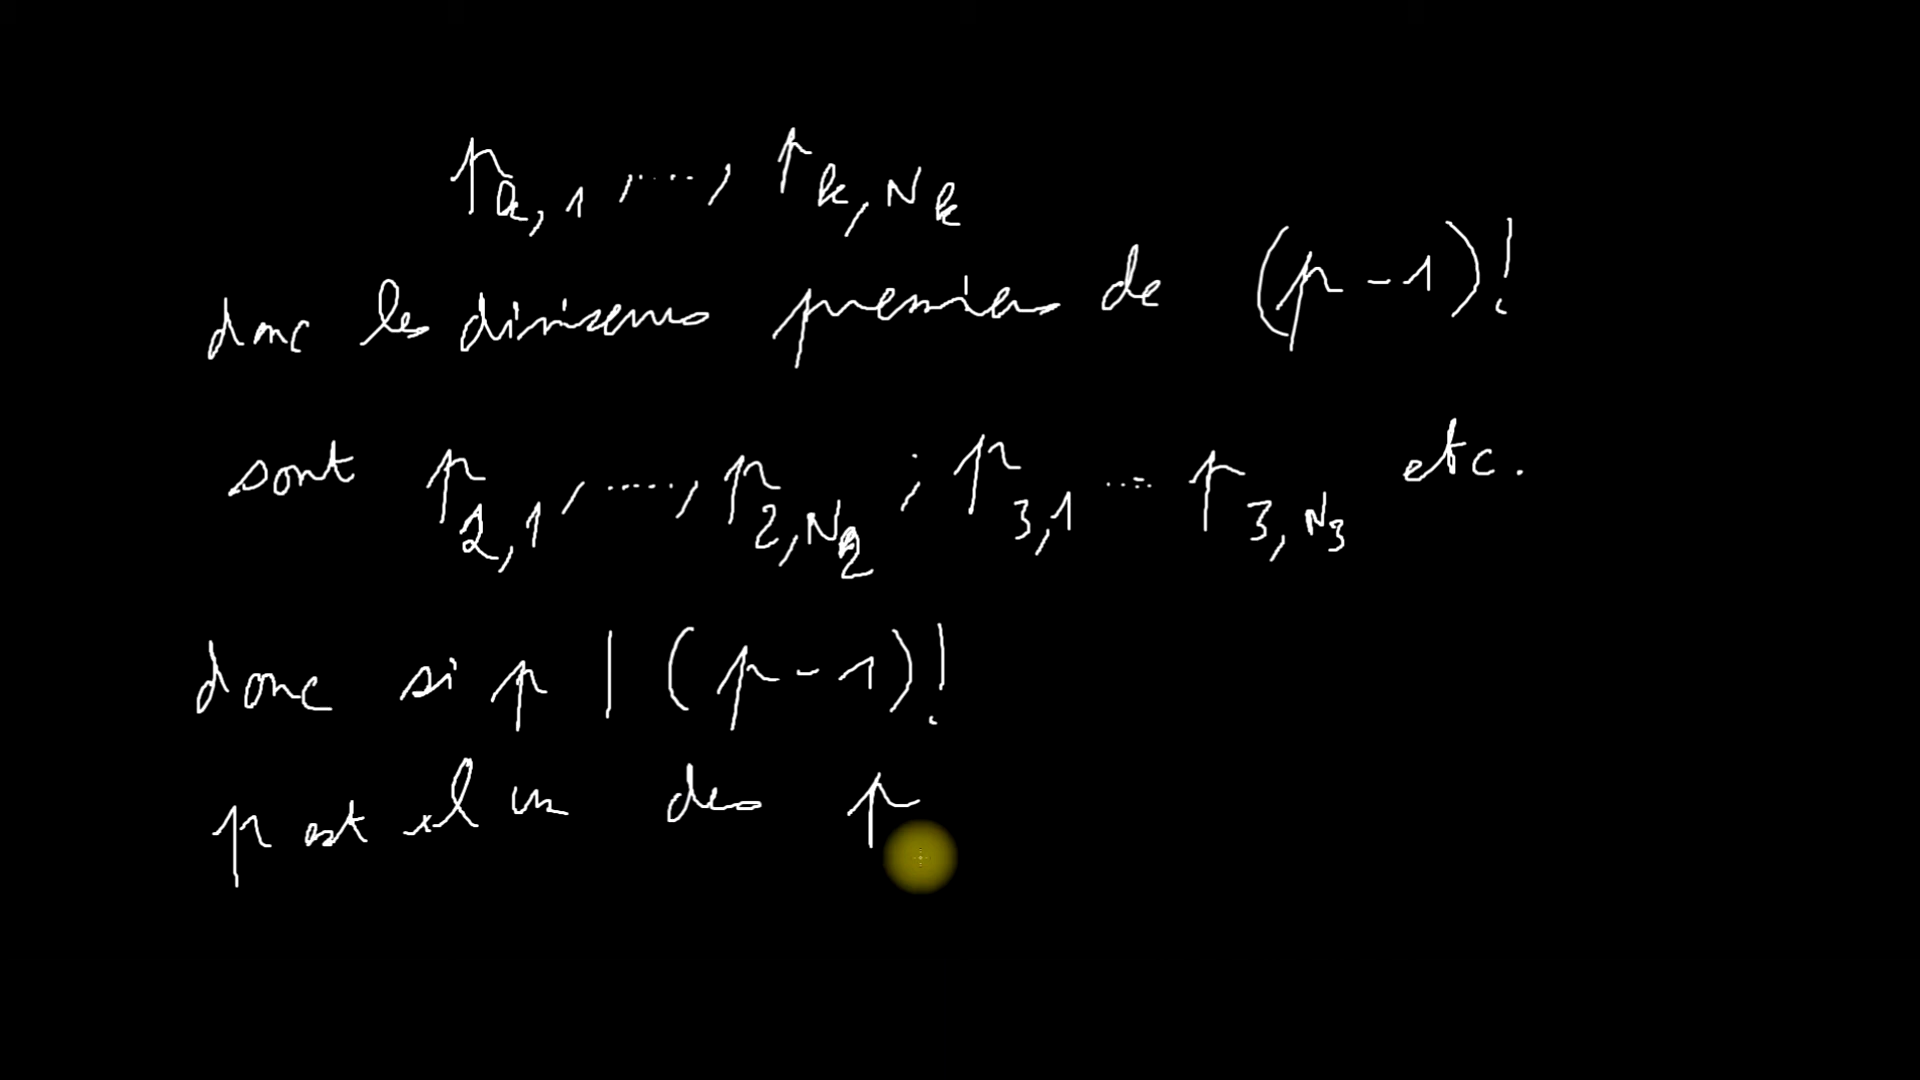 p_{k,1} , ...., p_{k,N_k}
donc les diviseurs premiers de (p-1)!
sont p_{2,1} , ....., p_{2,N_2} ; p_{3,1} .... p_{3,N_3} etc.
donc si p | (p-1)!
p est l'un des p